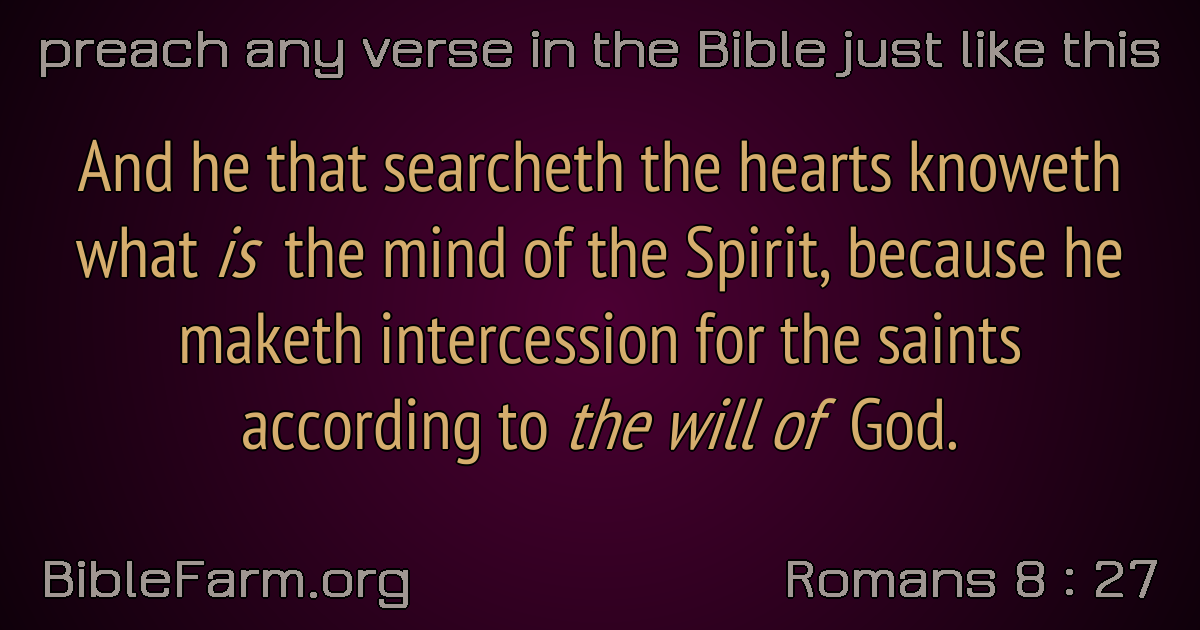 preach any verse in the Bible just like this
And he that searcheth the hearts knoweth
what is the mind of the Spirit, because he
maketh intercession for the saints
according to the will of God.
BibleFarm.org
Romans 8 : 27